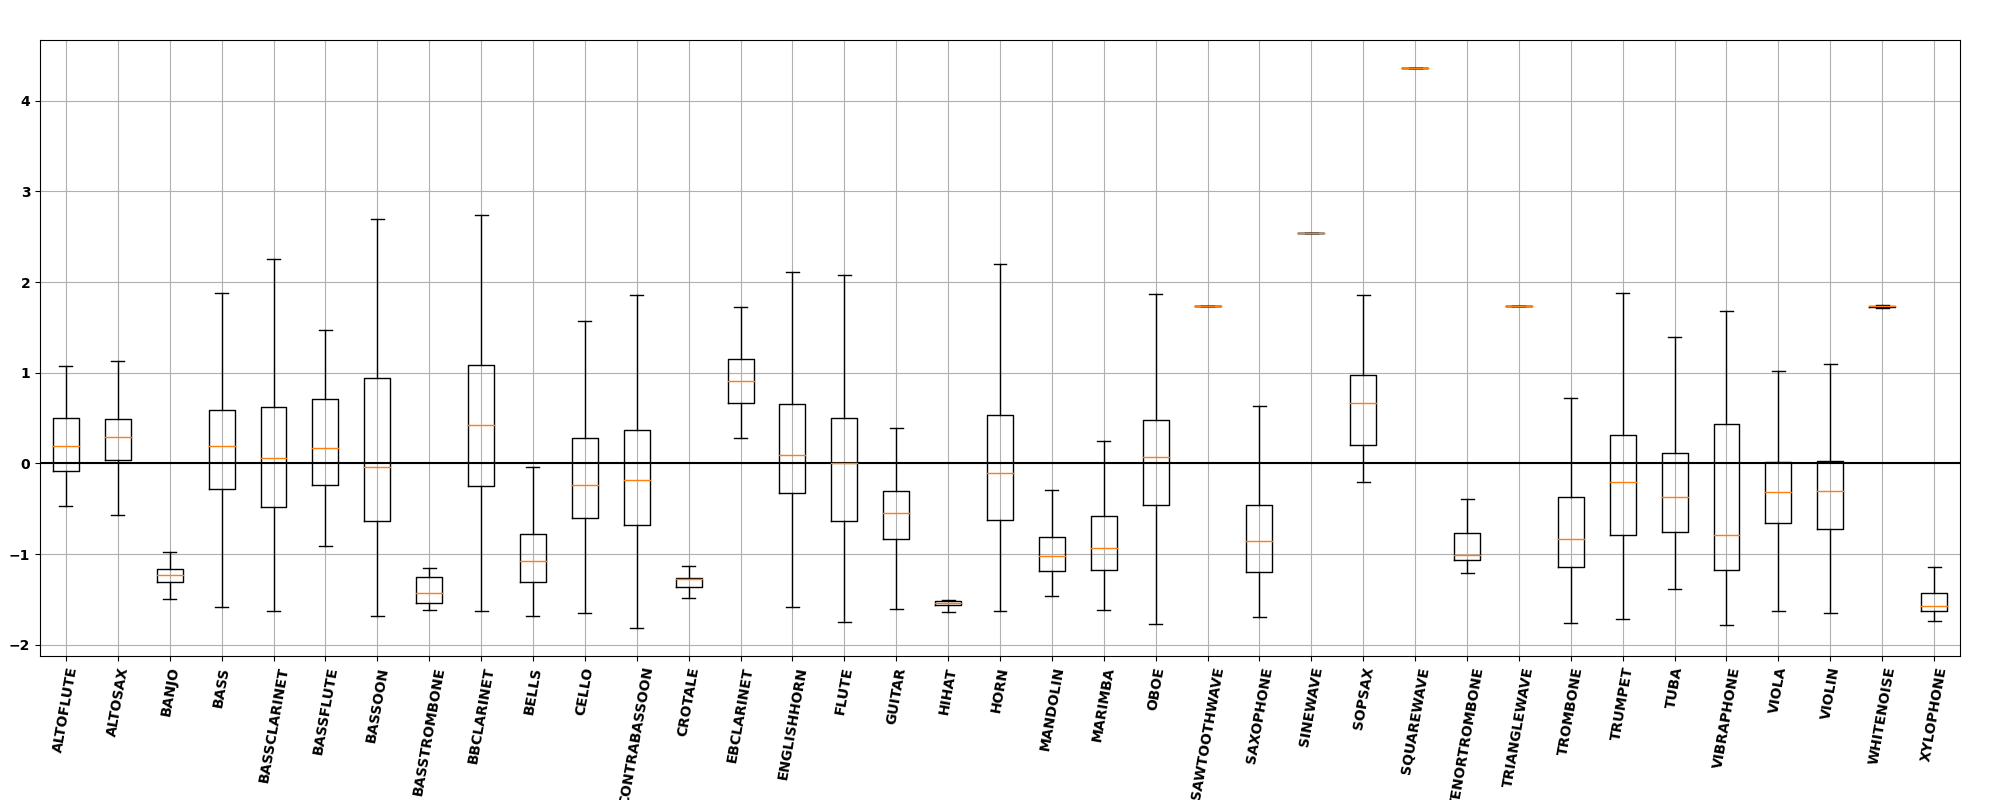 4
3
2
1
0
−1
−2
ALTOFLUTE
ALTOSAX
BANJO
BASS
BASSCLARINET
BASSFLUTE
BASSOON
BASSTROMBONE
BBCLARINET
BELLS
CELLO
CONTRABASSOON
CROTALE
EBCLARINET
ENGLISHHORN
FLUTE
GUITAR
HIHAT
HORN
MANDOLIN
MARIMBA
OBOE
SAWTOOTHWAVE
SAXOPHONE
SINEWAVE
SOPSAX
SQUAREWAVE
TENORTROMBONE
TRIANGLEWAVE
TROMBONE
TRUMPET
TUBA
VIBRAPHONE
VIOLA
VIOLIN
WHITENOISE
XYLOPHONE